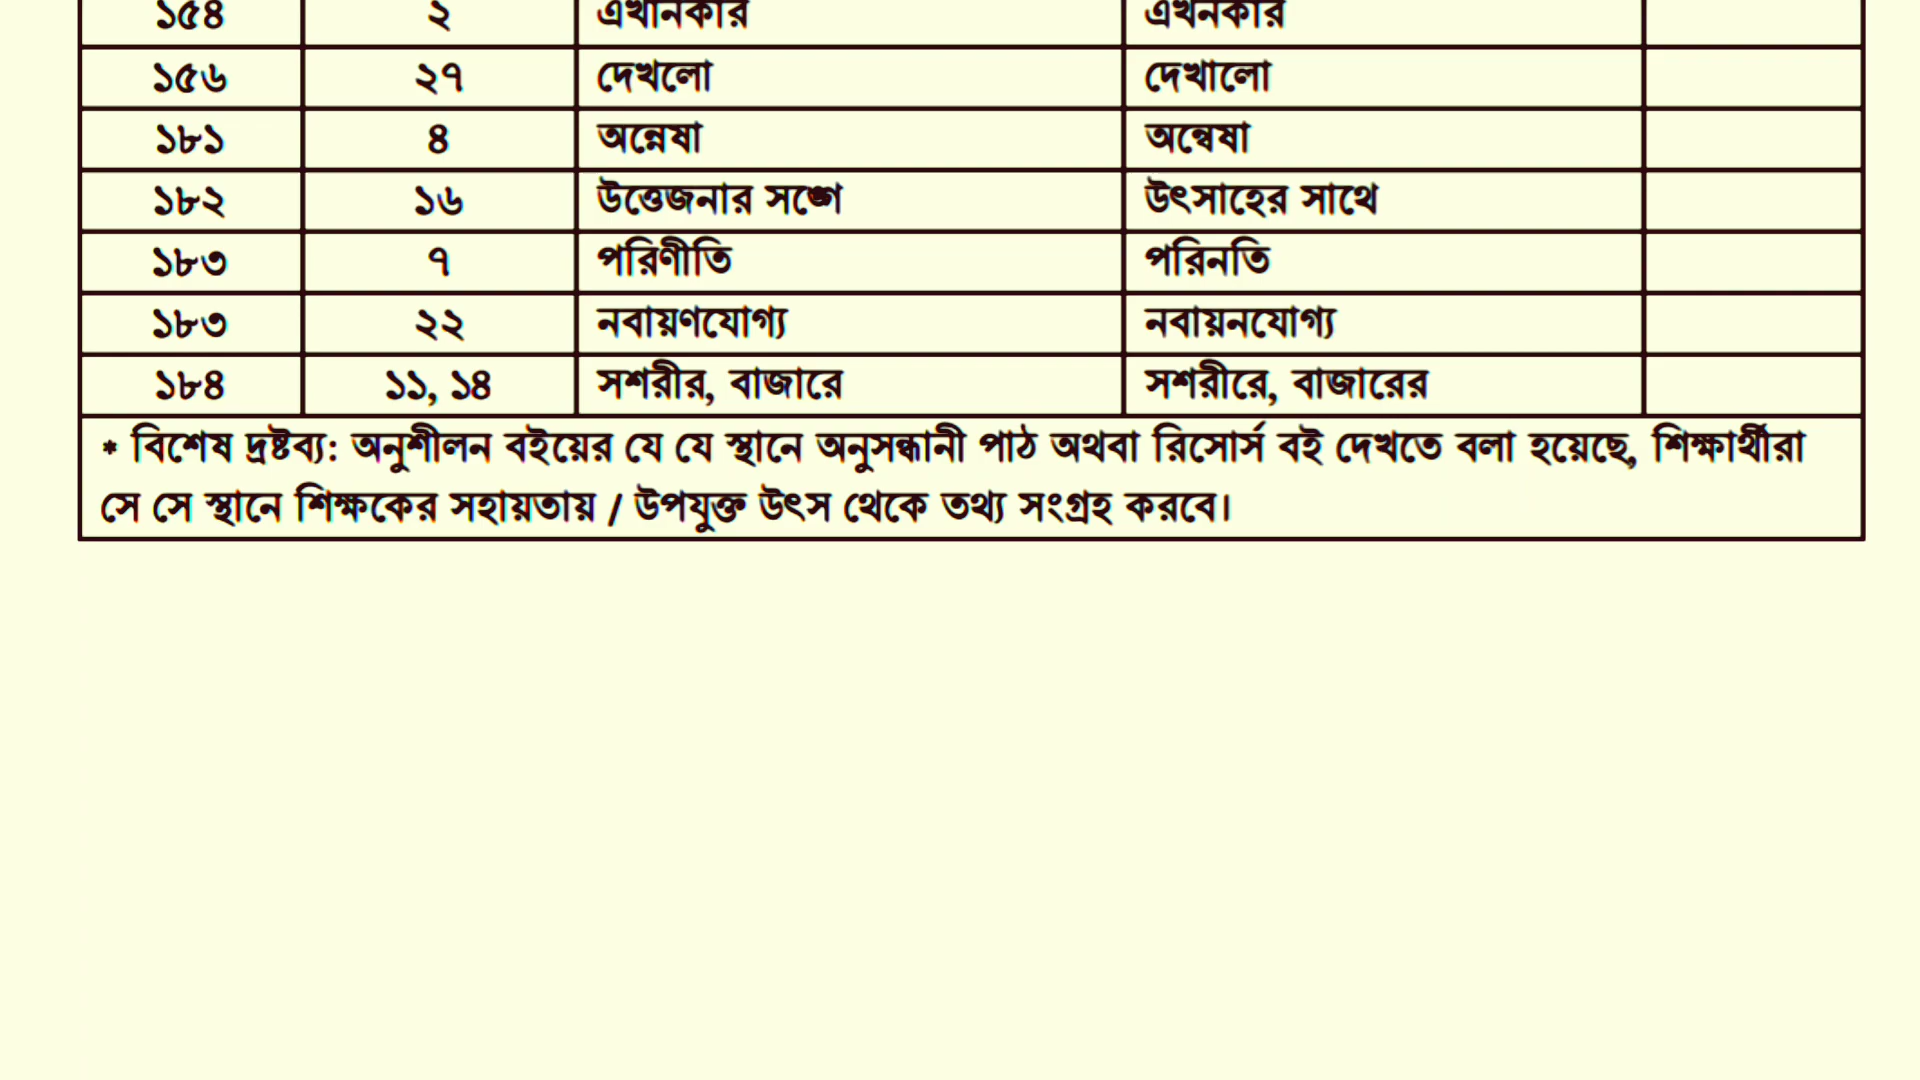 ১৫৪ ২ এখানকার এখনকার
১৫৬ ২৭ দেখলো দেখালো
১৮১ ৪ অন্নেষা অন্বেষা
১৮২ ১৬ উত্তেজনার সঙ্গে উৎসাহের সাথে
১৮৩ ৭ পরিণীতি পরিনতি
১৮৩ ২২ নবায়ণযোগ্য নবায়নযোগ্য
১৮৪ ১১, ১৪ সশরীর, বাজারে সশরীরে, বাজারের
* বিশেষ দ্রষ্টব্য: অনুশীলন বইয়ের যে যে স্থানে অনুসন্ধানী পাঠ অথবা রিসোর্স বই দেখতে বলা হয়েছে, শিক্ষার্থীরা
সে সে স্থানে শিক্ষকের সহায়তায় / উপযুক্ত উৎস থেকে তথ্য সংগ্রহ করবে।